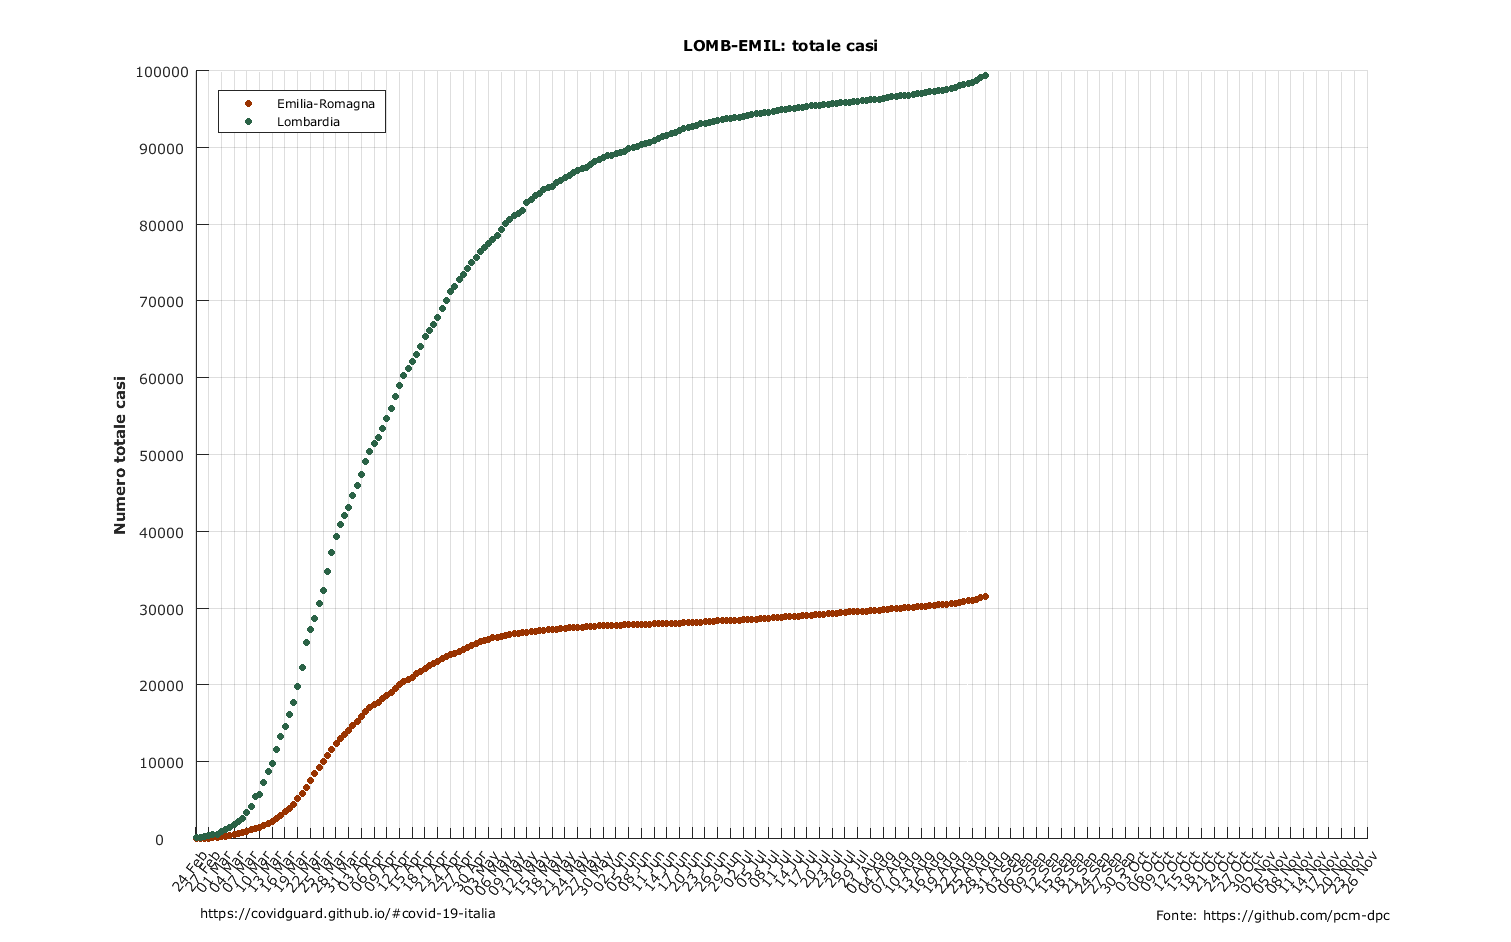 LOMB-EMIL: totale casi
100000
90000
80000
70000
60000
50000
40000
30000
20000
10000
0
Numero totale casi
Emilia-Romagna
Lombardia
24 Feb
27 Feb
01 Mar
04 Mar
07 Mar
10 Mar
13 Mar
16 Mar
19 Mar
22 Mar
25 Mar
28 Mar
31 Mar
03 Apr
06 Apr
09 Apr
12 Apr
15 Apr
18 Apr
21 Apr
24 Apr
27 Apr
30 Apr
03 May
06 May
09 May
12 May
15 May
18 May
21 May
24 May
27 May
30 May
02 Jun
05 Jun
08 Jun
11 Jun
14 Jun
17 Jun
20 Jun
23 Jun
26 Jun
29 Jun
02 Jul
05 Jul
08 Jul
11 Jul
14 Jul
17 Jul
20 Jul
23 Jul
26 Jul
29 Jul
01 Aug
04 Aug
07 Aug
10 Aug
13 Aug
16 Aug
19 Aug
22 Aug
25 Aug
28 Aug
31 Aug
03 Sep
06 Sep
09 Sep
12 Sep
15 Sep
18 Sep
21 Sep
24 Sep
27 Sep
30 Sep
03 Oct
06 Oct
09 Oct
12 Oct
15 Oct
18 Oct
21 Oct
24 Oct
27 Oct
30 Oct
02 Nov
05 Nov
08 Nov
11 Nov
14 Nov
17 Nov
20 Nov
23 Nov
26 Nov
https://covidguard.github.io/#covid-19-italia
Fonte: https://github.com/pcm-dpc